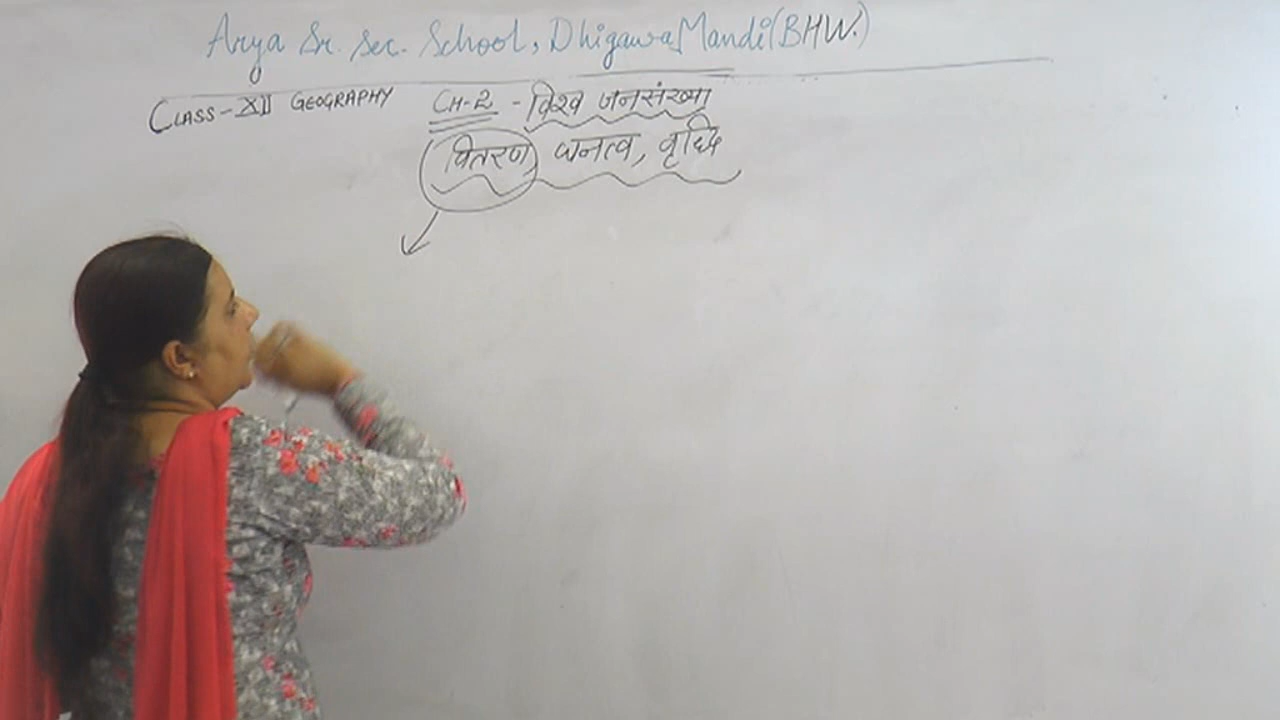 Arya Sr. Sec. School, Dhigawa Mandi (BHW.)
CLASS-XII GEOGRAPHY CH-2 - विश्व जनसंख्या
वितरण घनत्व, वृद्धि